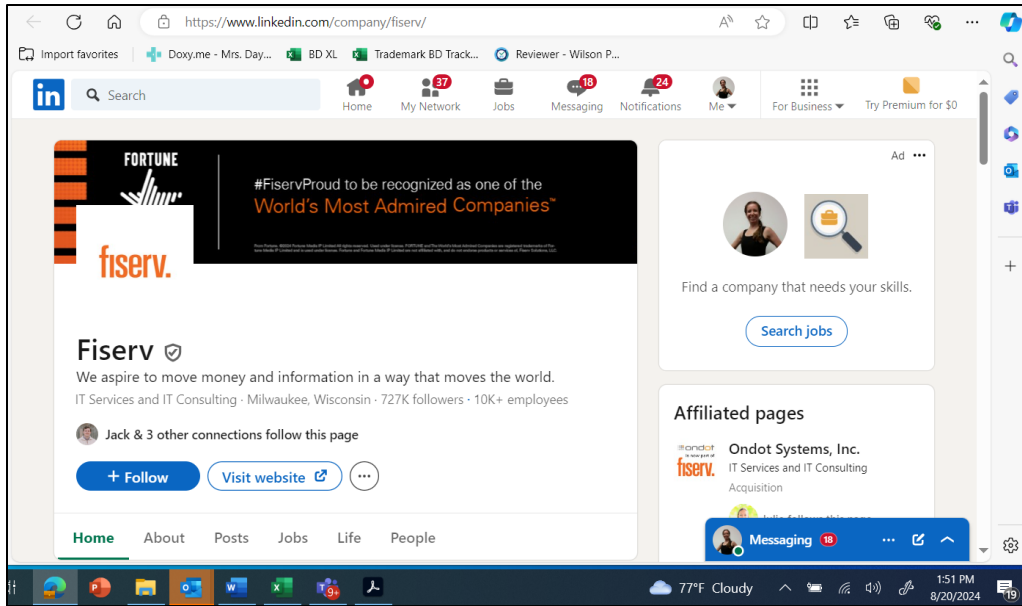 https://www.linkedin.com/company/fiserv/
Import favorites
Doxy.me - Mrs. Day...
BD XL
Trademark BD Track...
Reviewer - Wilson P...
in
Search
Home
37
My Network
Jobs
18
Messaging
24
Notifications
Me
For Business
Try Premium for $0
FORTUNE
#FiservProud to be recognized as one of the
World's Most Admired Companies™
fiserv.
Fiserv
We aspire to move money and information in a way that moves the world.
IT Services and IT Consulting · Milwaukee, Wisconsin · 727K followers · 10K+ employees
Jack & 3 other connections follow this page
+ Follow
Visit website
Home
About
Posts
Jobs
Life
People
Ad
Find a company that needs your skills.
Search jobs
Affiliated pages
ondot
is now part of
fiserv.
Ondot Systems, Inc.
IT Services and IT Consulting
Acquisition
Messaging
18
77°F Cloudy
1:51 PM
8/20/2024
19
9+